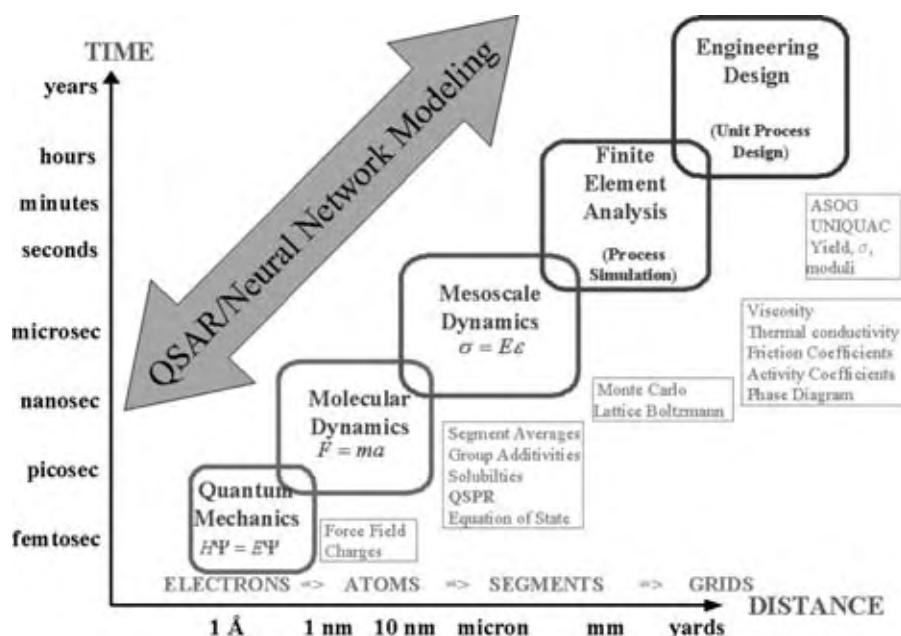 TIME
years
hours
minutes
seconds
microsec
nanosec
picosec
femtosec
QSAR/Neural Network Modeling
Engineering
Design
(Unit Process
Design)
Finite
Element
Analysis
(Process
Simulation)
Mesoscale
Dynamics
σ = Eε
Molecular
Dynamics
F = ma
Quantum
Mechanics
HΨ = EΨ
Force Field
Charges
Segment Averages
Group Additivities
Solubilties
QSPR
Equation of State
Monte Carlo
Lattice Boltzmann
Viscosity
Thermal conductivity
Friction Coefficients
Activity Coefficients
Phase Diagram
ASOG
UNIQUAC
Yield, σ,
moduli
ELECTRONS => ATOMS => SEGMENTS => GRIDS
DISTANCE
1 Å 1 nm 10 nm micron mm yards